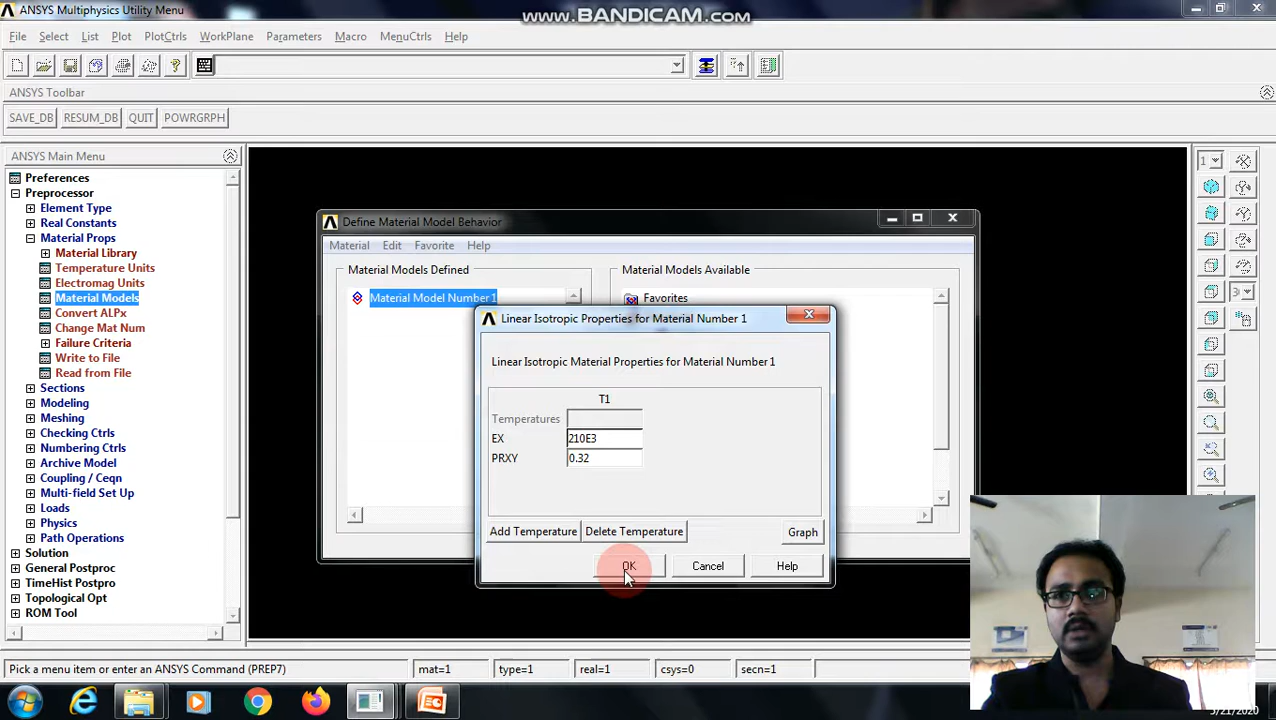 ANSYS Multiphysics Utility Menu
www.BANDICAM.com
File Select List Plot PlotCtrls WorkPlane Parameters Macro MenuCtrls Help
ANSYS Toolbar
SAVE_DB RESUM_DB QUIT POWRGRPH
ANSYS Main Menu
Preferences
Preprocessor
Element Type
Real Constants
Material Props
Material Library
Temperature Units
Electromag Units
Material Models
Convert ALPx
Change Mat Num
Failure Criteria
Write to File
Read from File
Sections
Modeling
Meshing
Checking Ctrls
Numbering Ctrls
Archive Model
Coupling / Ceqn
Multi-field Set Up
Loads
Physics
Path Operations
Solution
General Postproc
TimeHist Postpro
Topological Opt
ROM Tool
Define Material Model Behavior
Material Edit Favorite Help
Material Models Defined
Material Model Number 1
Material Models Available
Favorites
Linear Isotropic Properties for Material Number 1
Linear Isotropic Material Properties for Material Number 1
T1
Temperatures
EX 210E3
PRXY 0.32
Add Temperature Delete Temperature Graph
OK Cancel Help
1
3
Pick a menu item or enter an ANSYS Command (PREP7) mat=1 type=1 real=1 csys=0 secn=1
3/21/2020